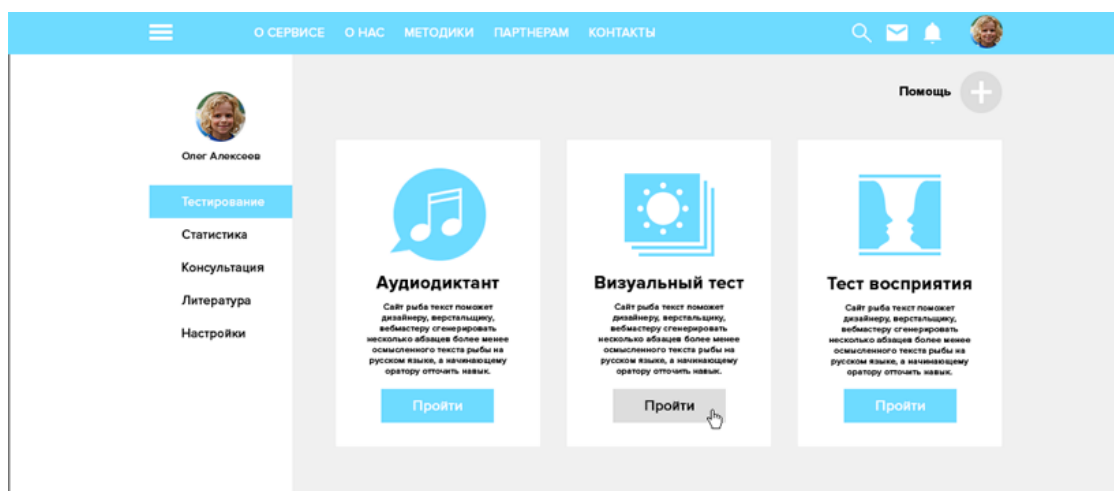 О СЕРВИСЕ О НАС МЕТОДИКИ ПАРТНЕРАМ КОНТАКТЫ
Помощь
Олег Алексеев
Тестирование
Статистика
Консультация
Литература
Настройки
Аудиодиктант
Сайт рыба текст поможет
дизайнеру, верстальщику,
вебмастеру сгенерировать
несколько абзацев более менее
осмысленного текста рыбы на
русском языке, а начинающему
оратору отточить навык.
Пройти
Визуальный тест
Сайт рыба текст поможет
дизайнеру, верстальщику,
вебмастеру сгенерировать
несколько абзацев более менее
осмысленного текста рыбы на
русском языке, а начинающему
оратору отточить навык.
Пройти
Тест восприятия
Сайт рыба текст поможет
дизайнеру, верстальщику,
вебмастеру сгенерировать
несколько абзацев более менее
осмысленного текста рыбы на
русском языке, а начинающему
оратору отточить навык.
Пройти